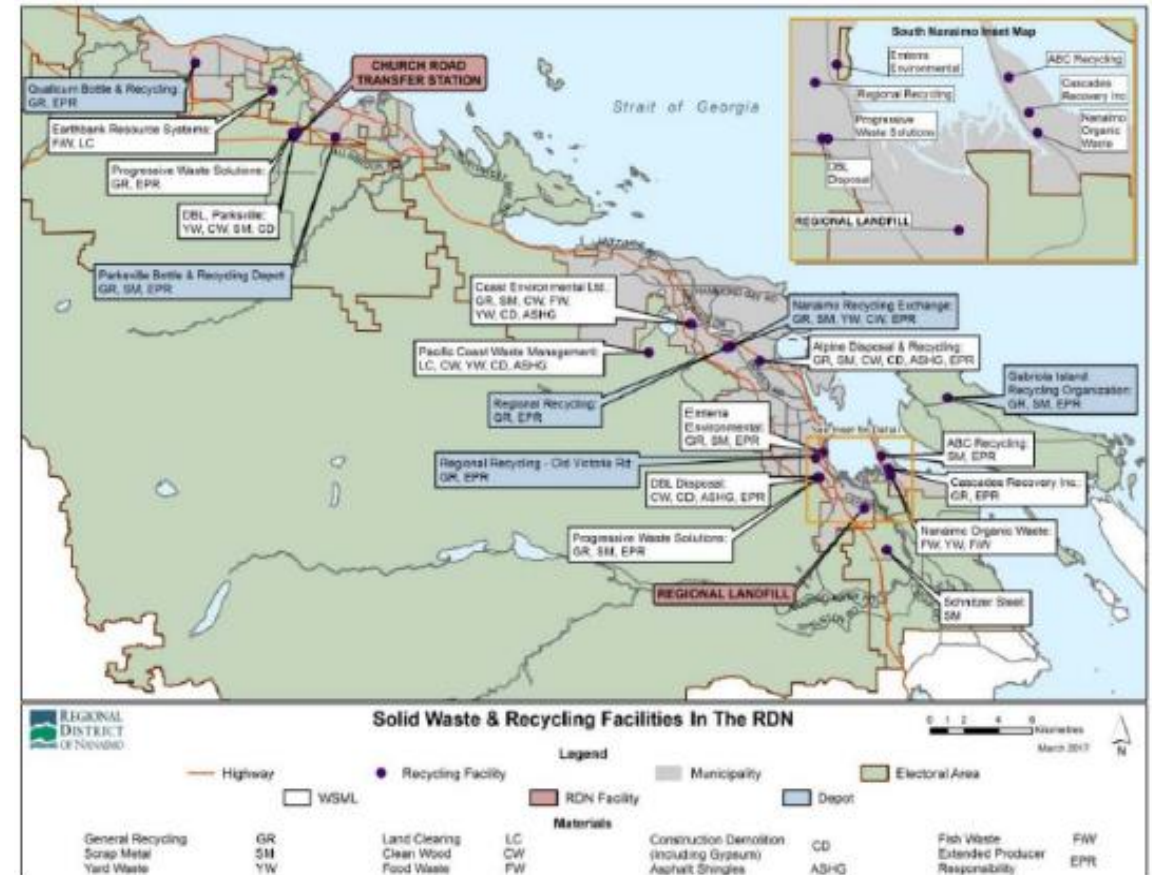 South Nanaimo Inset Map
Emterra
Environmental
ABC Recycling
Regional Recycling
Cascades
Recovery Inc
Progressive
Waste Solutions
Nanaimo
Organic
Waste
DBL
Disposal
REGIONAL LANDFILL
CHURCH ROAD
TRANSFER STATION
Strait of Georgia
Qualicum Bottle & Recycling:
GR, EPR
Earthbank Resource Systems:
FiW, LC
Progressive Waste Solutions:
GR, EPR
DBL, Parksville:
YW, CW, SM, CD
Parksville Bottle & Recycling Depot:
GR, SM, EPR
Coast Environmental Ltd.:
GR, SM, CW, FW,
YW, CD, ASHG
Nanaimo Recycling Exchange:
GR, SM, YW, CW, EPR
Pacific Coast Waste Management:
LC, CW, YW, CD, ASHG
Alpine Disposal & Recycling:
GR, SM, CW, CD, ASHG, EPR
Gabriola Island
Recycling Organization:
GR, SM, EPR
Regional Recycling:
GR, EPR
Emterra
Environmental:
GR, SM, EPR
See Inset for Detail
ABC Recycling:
SM, EPR
Regional Recycling - Old Victoria Rd:
GR, EPR
DBL Disposal:
CW, CD, ASHG, EPR
Cascades Recovery Inc.:
GR, EPR
Progressive Waste Solutions:
GR, SM, EPR
Nanaimo Organic Waste:
FW, YW, FiW
REGIONAL LANDFILL
Schnitzer Steel:
SM
REGIONAL
DISTRICT
OF NANAIMO
Solid Waste & Recycling Facilities In The RDN
0 1 2 4 6
Kilometres
March 2017
N
Legend
Highway Recycling Facility Municipality Electoral Area
WSML RDN Facility Depot
Materials
General Recycling GR Land Clearing LC Construction Demolition (including Gypsum) CD Fish Waste FiW
Scrap Metal SM Clean Wood CW Asphalt Shingles ASHG Extended Producer Responsibility EPR
Yard Waste YW Food Waste FW